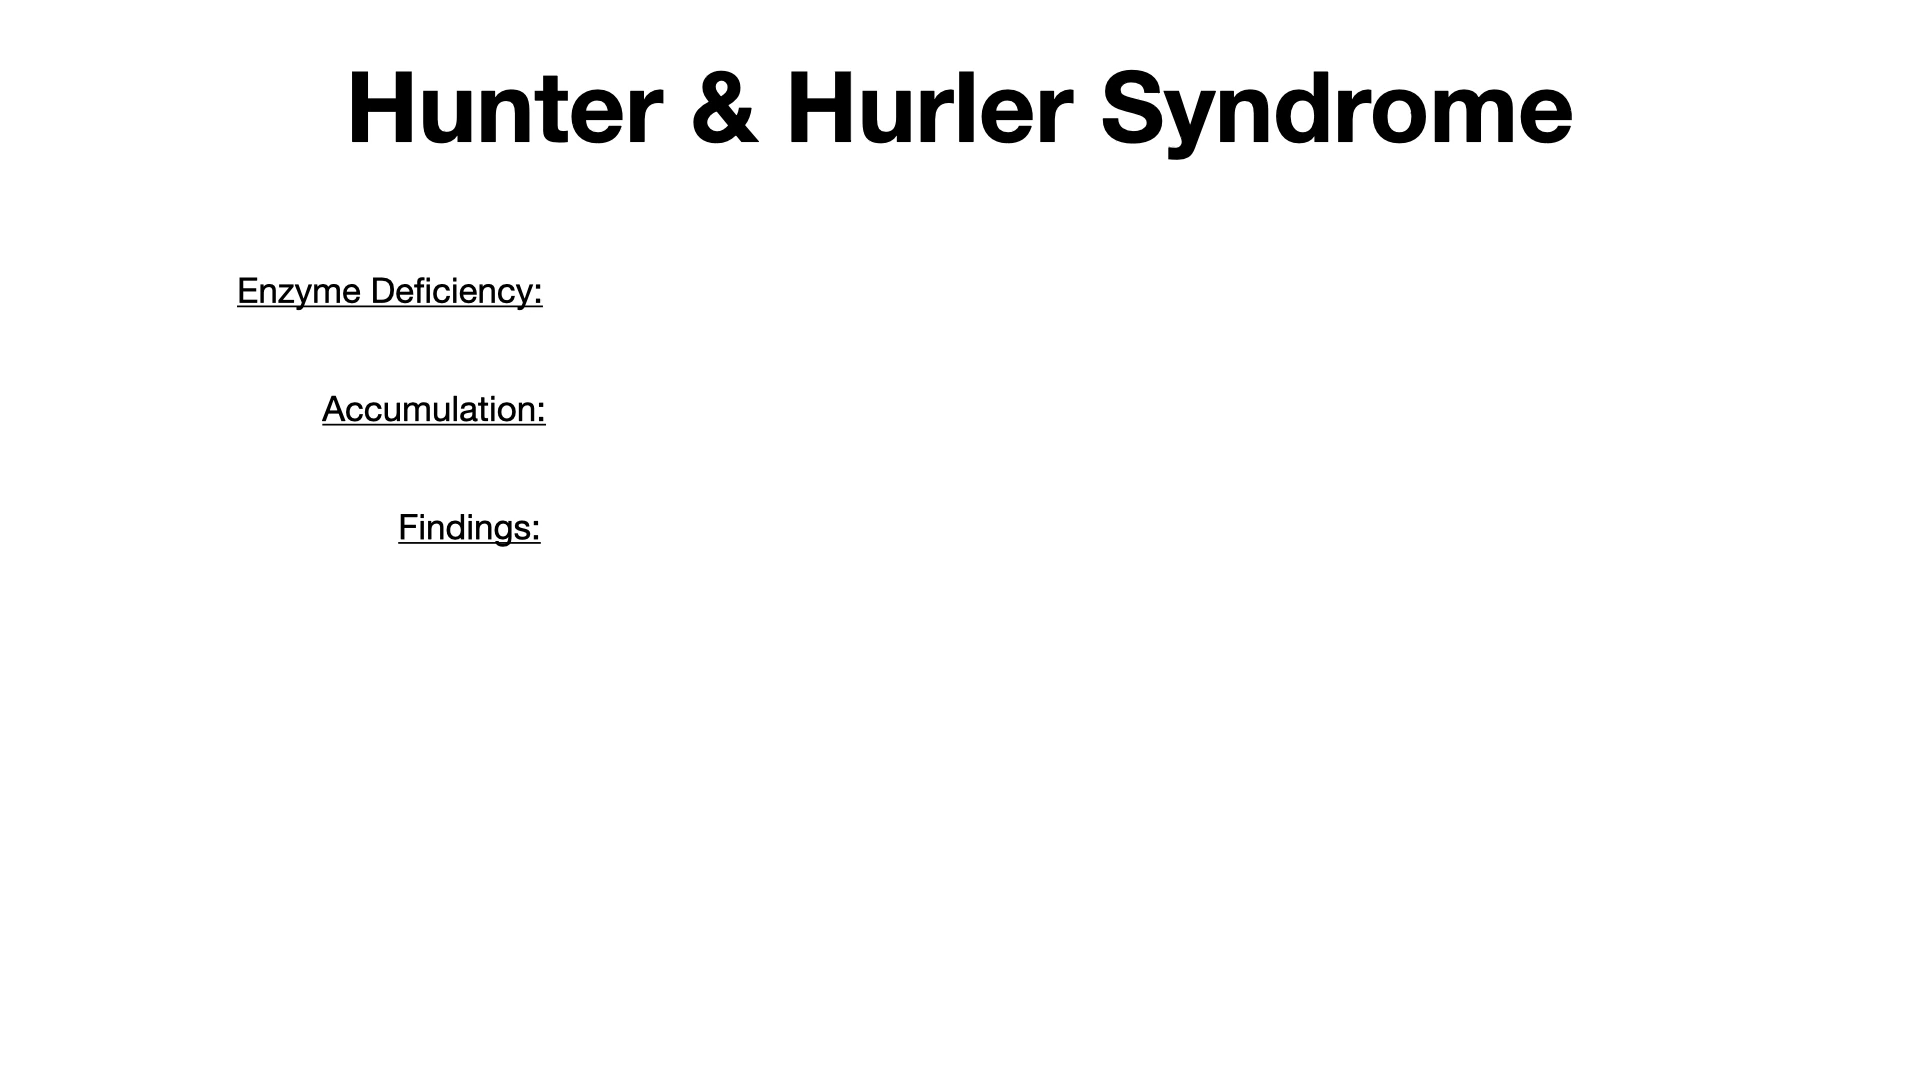 Hunter & Hurler Syndrome
Enzyme Deficiency:
Accumulation:
Findings: